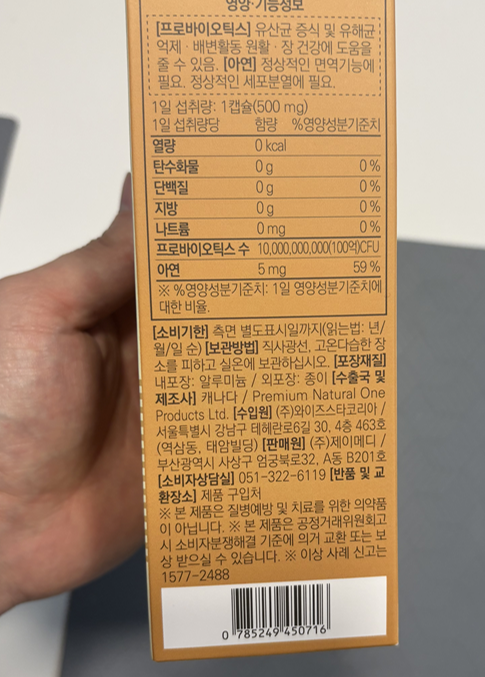 영양·기능정보
[프로바이오틱스] 유산균 증식 및 유해균
억제 · 배변활동 원활 · 장 건강에 도움을
줄 수 있음. [아연] 정상적인 면역기능에
필요. 정상적인 세포분열에 필요.
1일 섭취량: 1캡슐(500 mg)
1일 섭취량당 함량 %영양성분기준치
열량 0 kcal
탄수화물 0 g 0 %
단백질 0 g 0 %
지방 0 g 0 %
나트륨 0 mg 0 %
프로바이오틱스 수 10,000,000,000(100억)CFU
아연 5 mg 59 %
※ %영양성분기준치: 1일 영양성분기준치에
대한 비율.
[소비기한] 측면 별도표시일까지(읽는법: 년/
월/일 순) [보관방법] 직사광선, 고온다습한 장
소를 피하고 실온에 보관하십시오. [포장재질]
내포장: 알루미늄 / 외포장: 종이 [수출국 및
제조사] 캐나다 / Premium Natural One
Products Ltd. [수입원] (주)와이즈스타코리아 /
서울특별시 강남구 테헤란로6길 30, 4층 463호
(역삼동, 태암빌딩) [판매원] (주)제이메디 /
부산광역시 사상구 엄궁북로32, A동 B201호
[소비자상담실] 051-322-6119 [반품 및 교
환장소] 제품 구입처
※ 본 제품은 질병예방 및 치료를 위한 의약품
이 아닙니다. ※ 본 제품은 공정거래위원회고
시 소비자분쟁해결 기준에 의거 교환 또는 보
상 받으실 수 있습니다. ※ 이상 사례 신고는
1577-2488
0 785249 450716